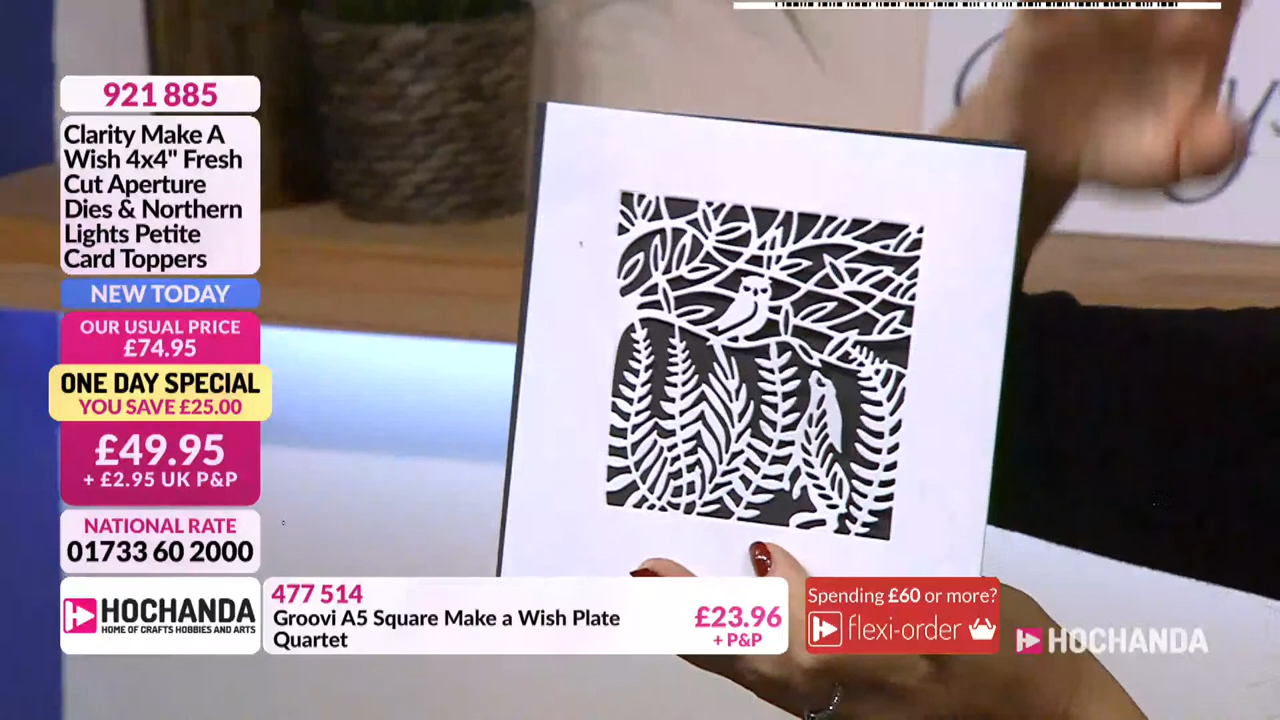 921 885
Clarity Make A
Wish 4x4" Fresh
Cut Aperture
Dies & Northern
Lights Petite
Card Toppers
NEW TODAY
OUR USUAL PRICE
£74.95
ONE DAY SPECIAL
YOU SAVE £25.00
£49.95
+ £2.95 UK P&P
NATIONAL RATE
01733 60 2000
HOCHANDA
HOME OF CRAFTS HOBBIES AND ARTS
477 514
Groovi A5 Square Make a Wish Plate
Quartet
£23.96
+ P&P
Spending £60 or more?
flexi-order
HOCHANDA